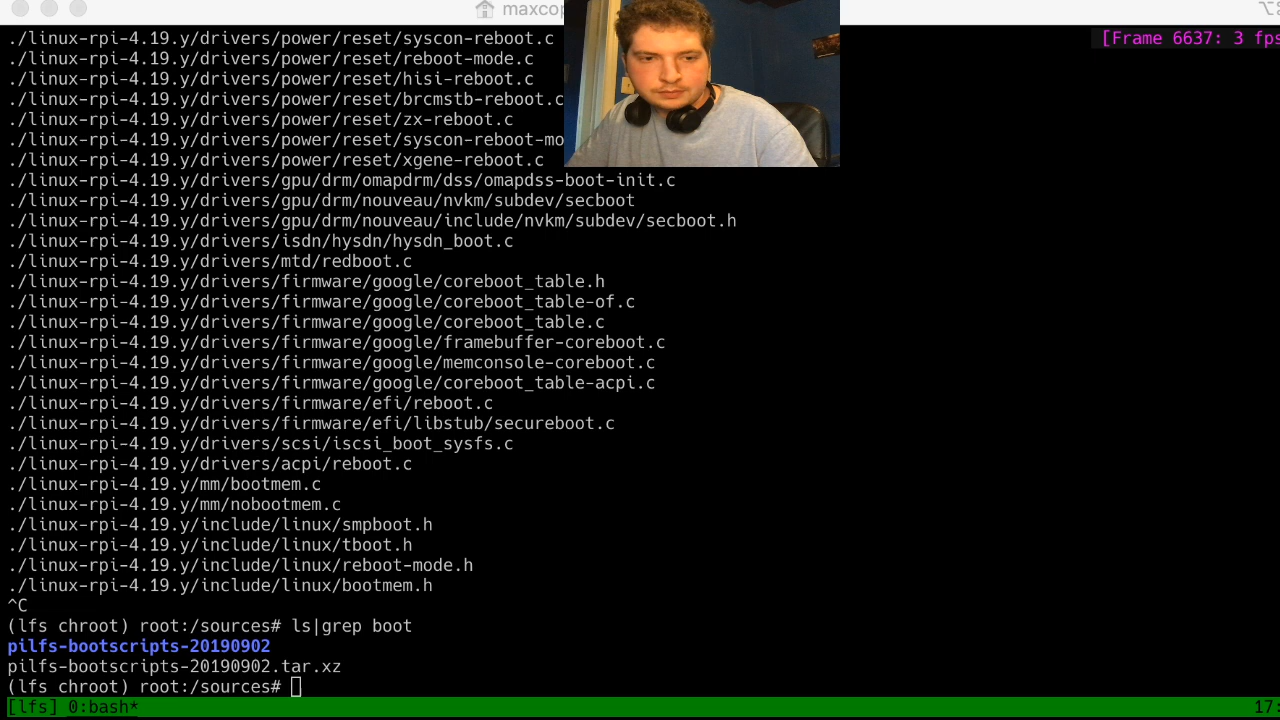 maxcop
./linux-rpi-4.19.y/drivers/power/reset/syscon-reboot.c
[Frame 6637: 3 fps
./linux-rpi-4.19.y/drivers/power/reset/reboot-mode.c
./linux-rpi-4.19.y/drivers/power/reset/hisi-reboot.c
./linux-rpi-4.19.y/drivers/power/reset/brcmstb-reboot.c
./linux-rpi-4.19.y/drivers/power/reset/zx-reboot.c
./linux-rpi-4.19.y/drivers/power/reset/syscon-reboot-mo
./linux-rpi-4.19.y/drivers/power/reset/xgene-reboot.c
./linux-rpi-4.19.y/drivers/gpu/drm/omapdrm/dss/omapdss-boot-init.c
./linux-rpi-4.19.y/drivers/gpu/drm/nouveau/nvkm/subdev/secboot
./linux-rpi-4.19.y/drivers/gpu/drm/nouveau/include/nvkm/subdev/secboot.h
./linux-rpi-4.19.y/drivers/isdn/hysdn/hysdn_boot.c
./linux-rpi-4.19.y/drivers/mtd/redboot.c
./linux-rpi-4.19.y/drivers/firmware/google/coreboot_table.h
./linux-rpi-4.19.y/drivers/firmware/google/coreboot_table-of.c
./linux-rpi-4.19.y/drivers/firmware/google/coreboot_table.c
./linux-rpi-4.19.y/drivers/firmware/google/framebuffer-coreboot.c
./linux-rpi-4.19.y/drivers/firmware/google/memconsole-coreboot.c
./linux-rpi-4.19.y/drivers/firmware/google/coreboot_table-acpi.c
./linux-rpi-4.19.y/drivers/firmware/efi/reboot.c
./linux-rpi-4.19.y/drivers/firmware/efi/libstub/secureboot.c
./linux-rpi-4.19.y/drivers/scsi/iscsi_boot_sysfs.c
./linux-rpi-4.19.y/drivers/acpi/reboot.c
./linux-rpi-4.19.y/mm/bootmem.c
./linux-rpi-4.19.y/mm/nobootmem.c
./linux-rpi-4.19.y/include/linux/smpboot.h
./linux-rpi-4.19.y/include/linux/tboot.h
./linux-rpi-4.19.y/include/linux/reboot-mode.h
./linux-rpi-4.19.y/include/linux/bootmem.h
^C
(lfs chroot) root:/sources# ls|grep boot
pilfs-bootscripts-20190902
pilfs-bootscripts-20190902.tar.xz
(lfs chroot) root:/sources#
[lfs] 0:bash*
17: